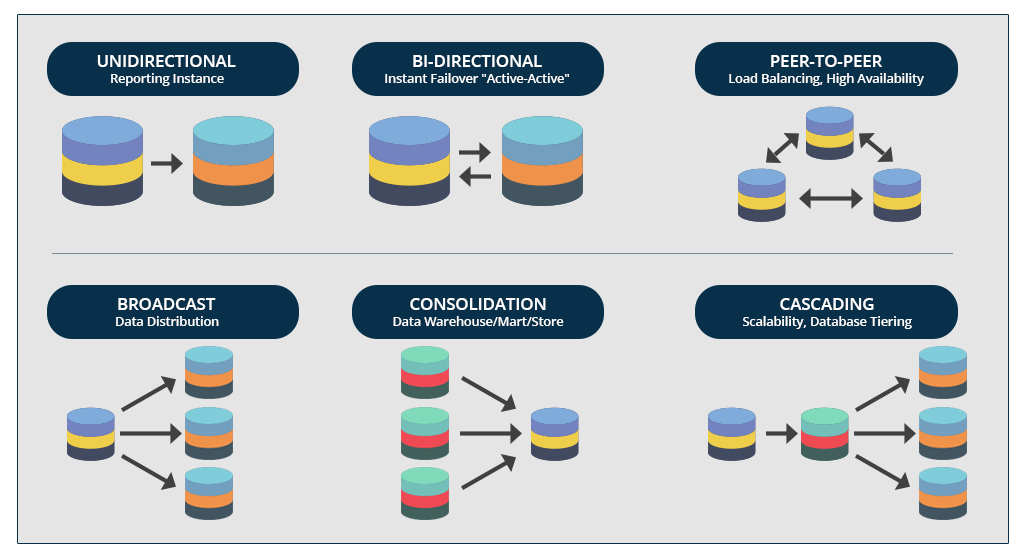 UNIDIRECTIONAL
Reporting Instance
BI-DIRECTIONAL
Instant Failover "Active-Active"
PEER-TO-PEER
Load Balancing, High Availability
BROADCAST
Data Distribution
CONSOLIDATION
Data Warehouse/Mart/Store
CASCADING
Scalability, Database Tiering